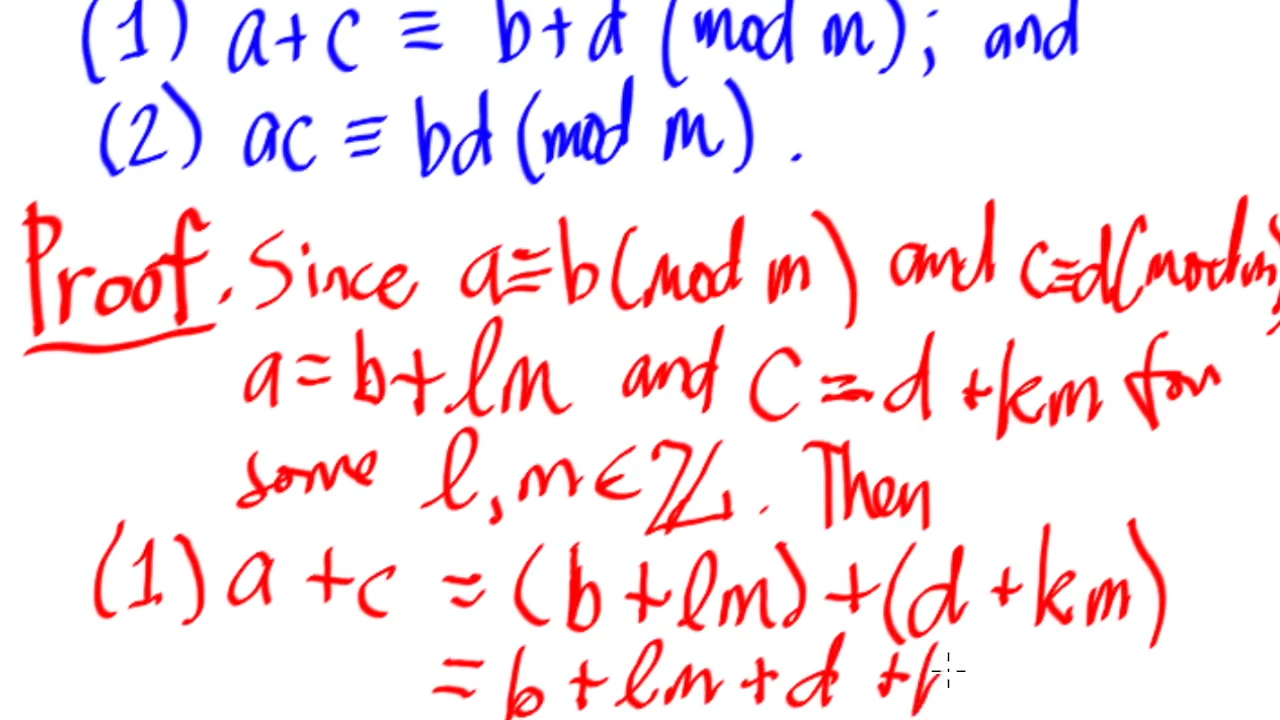 (1) a+c ≡ b+d (mod m); and
(2) ac ≡ bd (mod m).
Proof. Since a≡b(mod m) and c≡d(mod m)
a=b+lm and c=d+km for
some l,m∈ℤ. Then
(1) a+c = (b+lm)+(d+km)
= b+lm+d+